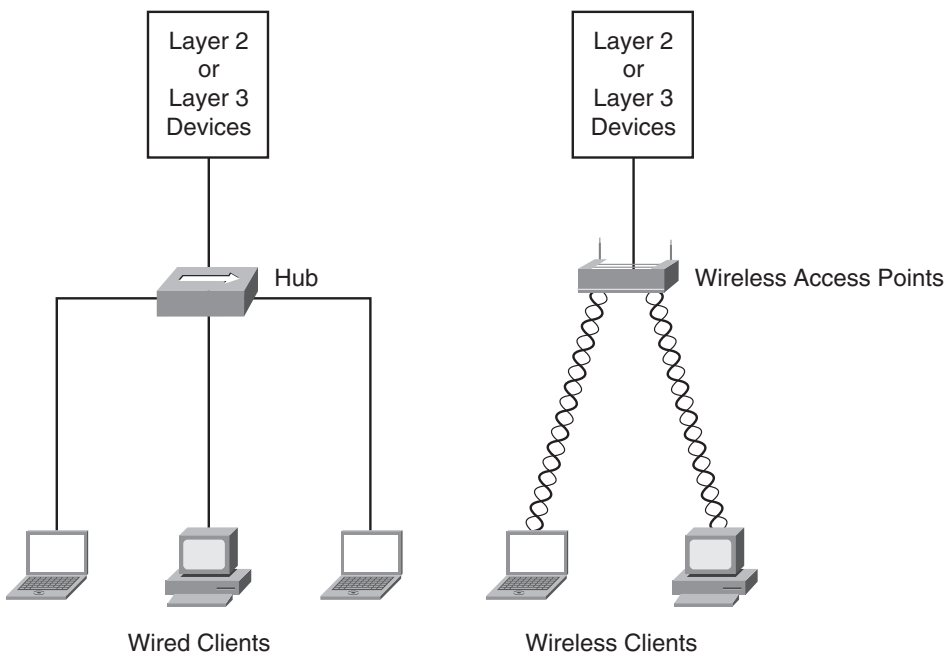 Layer 2
or
Layer 3
Devices
Layer 2
or
Layer 3
Devices
Hub
Wireless Access Points
Wired Clients
Wireless Clients